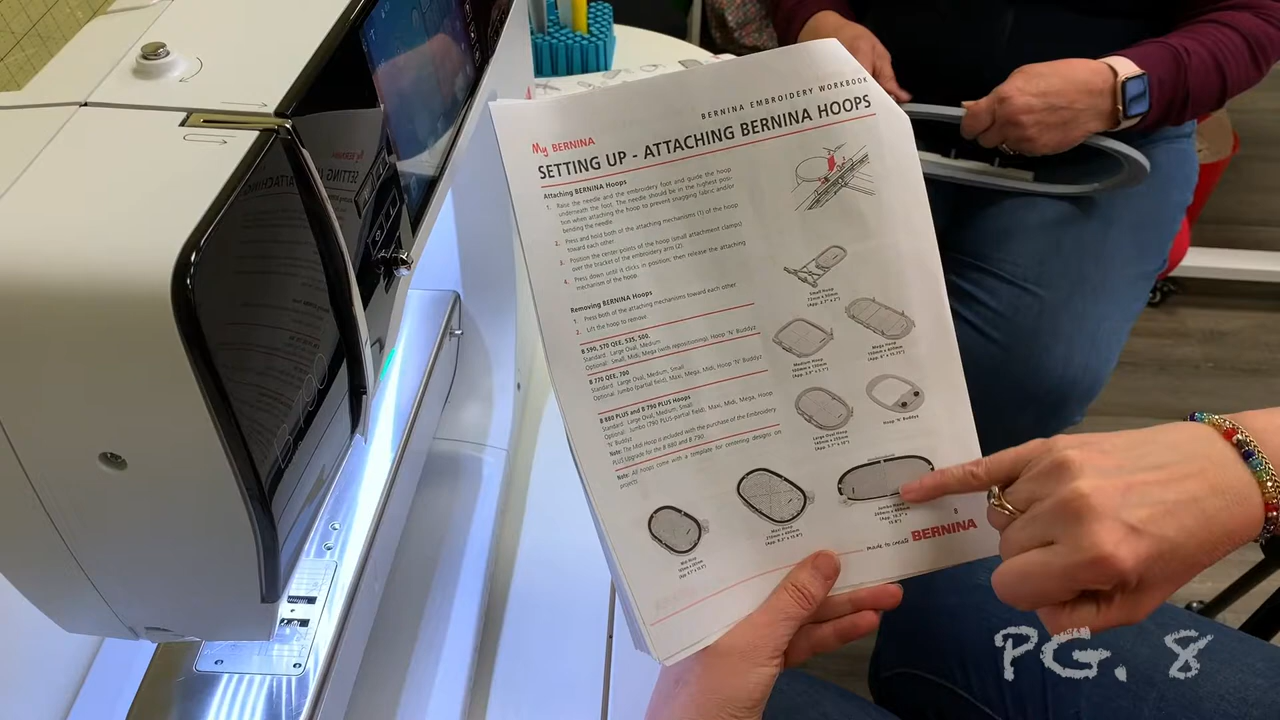 BERNINA EMBROIDERY WORKBOOK
My BERNINA
SETTING UP - ATTACHING BERNINA HOOPS
Attaching BERNINA Hoops
1. Raise the needle and the embroidery foot and guide the hoop
underneath the foot. The needle should be in the highest posi-
tion when attaching the hoop to prevent snagging fabric and/or
bending the needle.
2. Press and hold both of the attaching mechanisms (1) of the hoop
toward each other.
3. Position the center points of the hoop (small attachment clamps)
over the bracket of the embroidery arm (2).
4. Press down until it clicks in position; then release the attaching
mechanism of the hoop.
Removing BERNINA Hoops
1. Press both of the attaching mechanisms toward each other.
2. Lift the hoop to remove.
B 590, 570 QEE, 535, 500,
Standard: Large Oval, Medium
Optional: Small, Midi, Mega (with repositioning), Hoop 'N' Buddyz
B 770 QEE, 700
Standard: Large Oval, Medium, Small
Optional: Jumbo (partial field), Maxi, Mega, Midi, Hoop 'N' Buddyz
B 880 PLUS and B 790 PLUS Hoops
Standard: Large Oval, Medium, Small
Optional: Jumbo (790 PLUS-partial field), Maxi, Midi, Mega, Hoop
'N' Buddyz
Note: The Midi Hoop is included with the purchase of the Embroidery
PLUS Upgrade for the B 880 and B 790.
Note: All hoops come with a template for centering designs on
projects.
Small Hoop
Mega Hoop
Medium Hoop
Large Oval Hoop
Hoop 'N' Buddyz
Midi Hoop
Maxi Hoop
Jumbo Hoop
8
made to create BERNINA
B 790
PG. 8